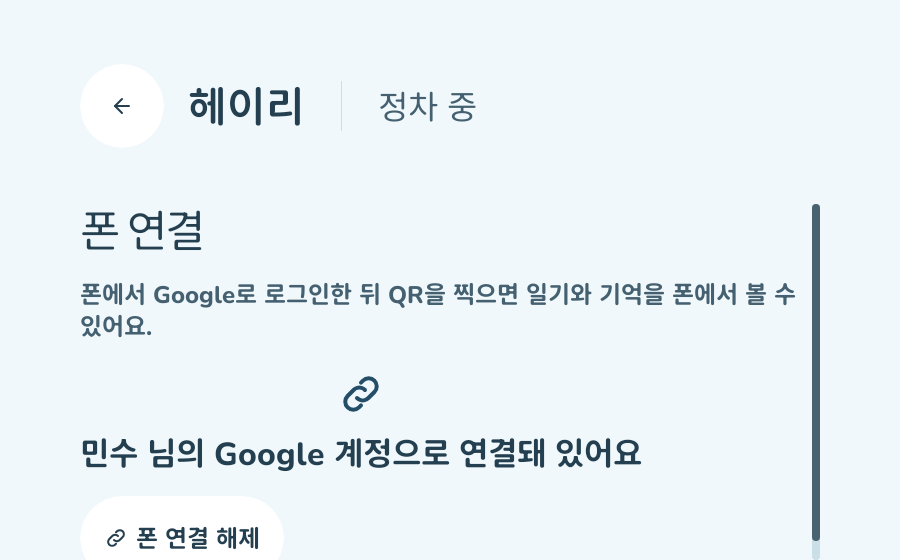 헤이리
정차 중
폰 연결
폰에서 Google로 로그인한 뒤 QR을 찍으면 일기와 기억을 폰에서 볼 수
있어요.
민수 님의 Google 계정으로 연결돼 있어요
폰 연결 해제